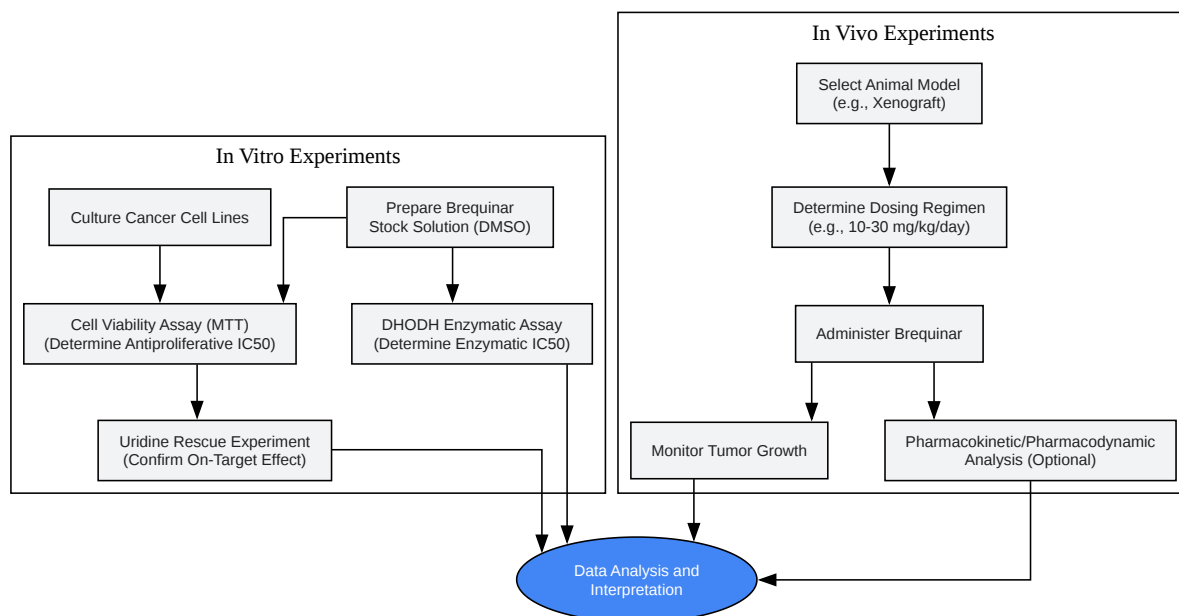 In Vitro Experiments
Culture Cancer Cell Lines
Prepare Brequinar
Stock Solution (DMSO)
Cell Viability Assay (MTT)
(Determine Antiproliferative IC50)
DHODH Enzymatic Assay
(Determine Enzymatic IC50)
Uridine Rescue Experiment
(Confirm On-Target Effect)
In Vivo Experiments
Select Animal Model
(e.g., Xenograft)
Determine Dosing Regimen
(e.g., 10-30 mg/kg/day)
Administer Brequinar
Monitor Tumor Growth
Pharmacokinetic/Pharmacodynamic
Analysis (Optional)
Data Analysis and
Interpretation